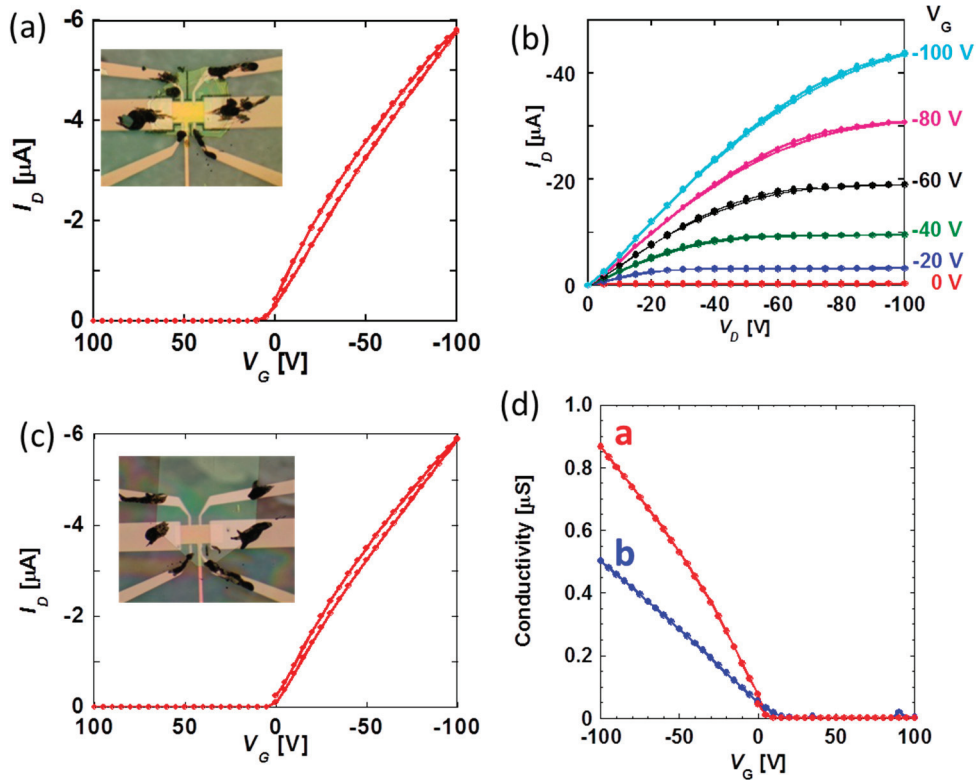 (a)
-6
-4
-2
0
I_D [µA]
100
50
0
-50
-100
V_G [V]
(b)
V_G
-40
-20
0
I_D [µA]
-100 V
-80 V
-60 V
-40 V
-20 V
0 V
0
-20
-40
-60
-80
-100
V_D [V]
(c)
-6
-4
-2
0
I_D [µA]
100
50
0
-50
-100
V_G [V]
(d)
1.0
0.8
0.6
0.4
0.2
0
Conductivity [µS]
a
b
-100
-50
0
50
100
V_G [V]